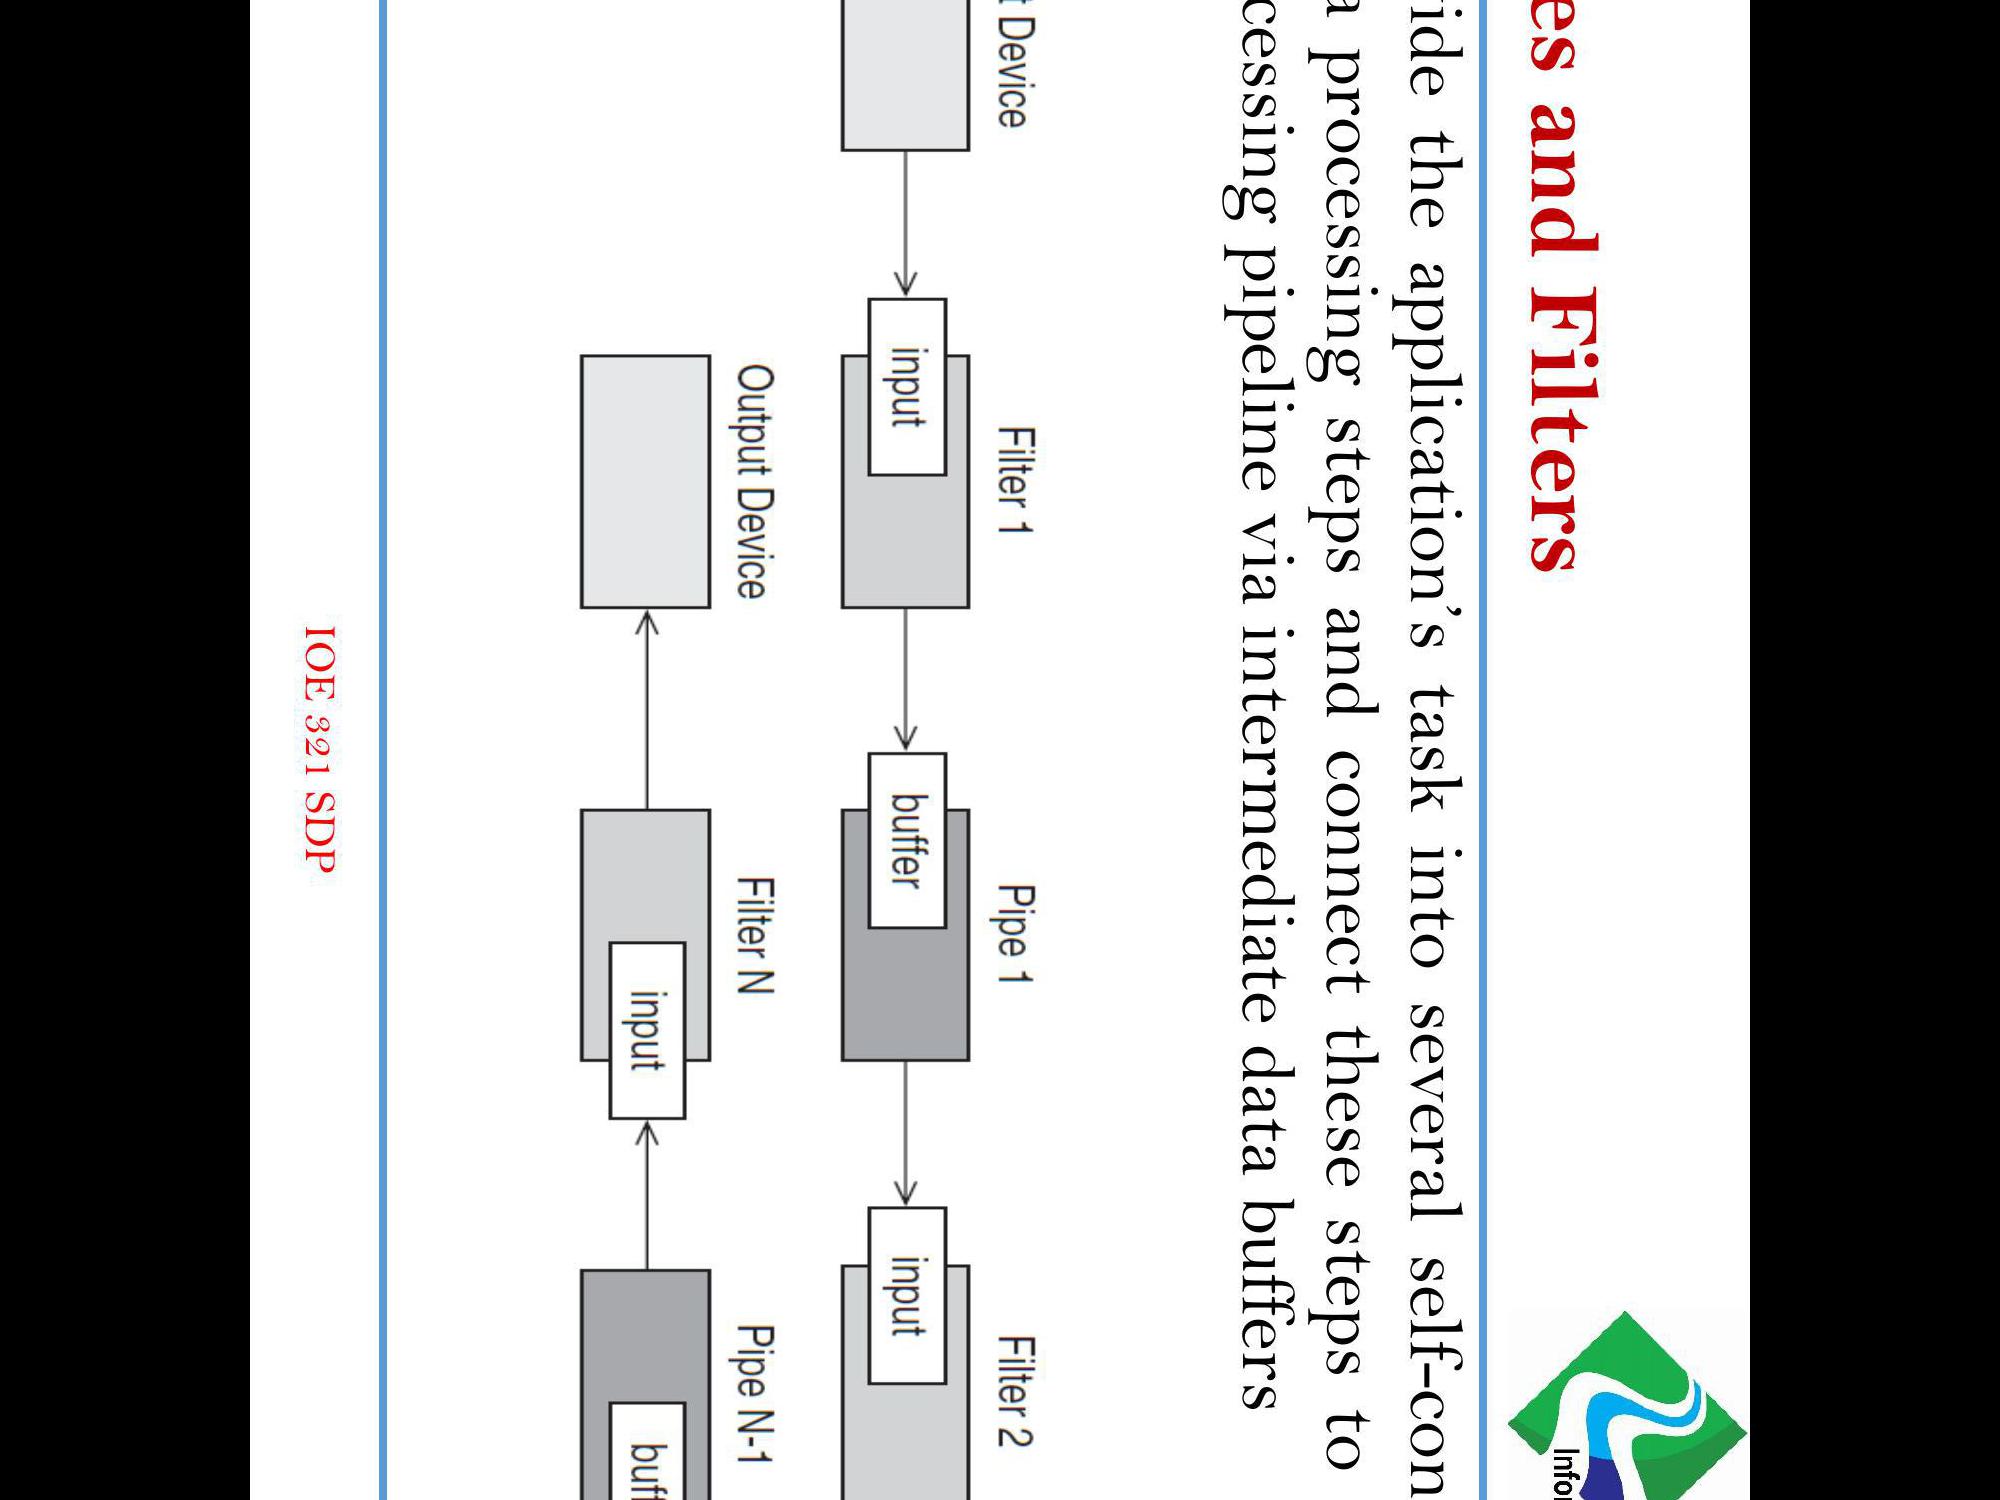 es and Filters
ide the application's task into several self-con
a processing steps and connect these steps to
cessing pipeline via intermediate data buffers
t Device
Filter 1
Pipe 1
Filter 2
input
buffer
input
Output Device
Filter N
Pipe N-1
input
buff
IOE 321 SDP
Infor